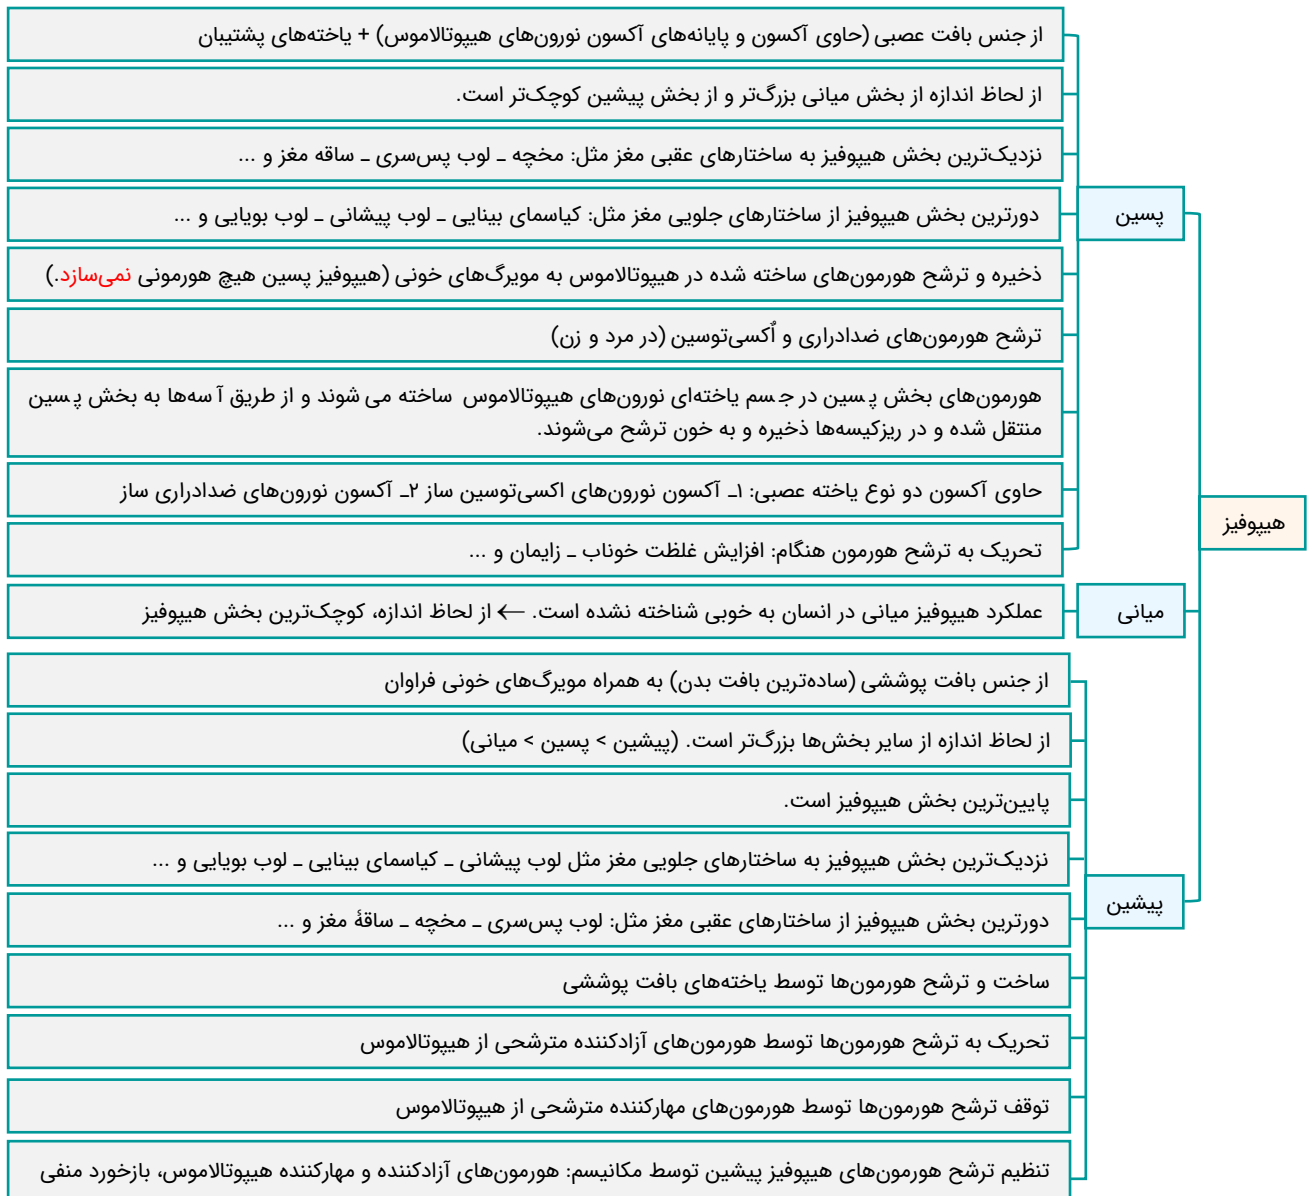 هیپوفیز
پسین
از جنس بافت عصبی (حاوی آکسون و پایانه‌های آکسون نورون‌های هیپوتالاموس) + یاخته‌های پشتیبان
از لحاظ اندازه از بخش میانی بزرگ‌تر و از بخش پیشین کوچک‌تر است.
نزدیک‌ترین بخش هیپوفیز به ساختارهای عقبی مغز مثل: مخچه ـ لوب پس‌سری ـ ساقه مغز و ...
دورترین بخش هیپوفیز از ساختارهای جلویی مغز مثل: کیاسمای بینایی ـ لوب پیشانی ـ لوب بویایی و ...
ذخیره و ترشح هورمون‌های ساخته شده در هیپوتالاموس به مویرگ‌های خونی (هیپوفیز پسین هیچ هورمونی نمی‌سازد.)
ترشح هورمون‌های ضدادراری و اُکسی‌توسین (در مرد و زن)
هورمون‌های بخش پسین در جسم یاخته‌ای نورون‌های هیپوتالاموس ساخته می شوند و از طریق آسه‌ها به بخش پسین
منتقل شده و در ریزکیسه‌ها ذخیره و به خون ترشح می‌شوند.
حاوی آکسون دو نوع یاخته عصبی: ۱ـ آکسون نورون‌های اکسی‌توسین ساز ۲ـ آکسون نورون‌های ضدادراری ساز
تحریک به ترشح هورمون هنگام: افزایش غلظت خوناب ـ زایمان و ...
میانی
عملکرد هیپوفیز میانی در انسان به خوبی شناخته نشده است. ← از لحاظ اندازه، کوچک‌ترین بخش هیپوفیز
پیشین
از جنس بافت پوششی (ساده‌ترین بافت بدن) به همراه مویرگ‌های خونی فراوان
از لحاظ اندازه از سایر بخش‌ها بزرگ‌تر است. (پیشین > پسین > میانی)
پایین‌ترین بخش هیپوفیز است.
نزدیک‌ترین بخش هیپوفیز به ساختارهای جلویی مغز مثل لوب پیشانی ـ کیاسمای بینایی ـ لوب بویایی و ...
دورترین بخش هیپوفیز از ساختارهای عقبی مغز مثل: لوب پس‌سری ـ مخچه ـ ساقهٔ مغز و ...
ساخت و ترشح هورمون‌ها توسط یاخته‌های بافت پوششی
تحریک به ترشح هورمون‌ها توسط هورمون‌های آزادکننده مترشحی از هیپوتالاموس
توقف ترشح هورمون‌ها توسط هورمون‌های مهارکننده مترشحی از هیپوتالاموس
تنظیم ترشح هورمون‌های هیپوفیز پیشین توسط مکانیسم: هورمون‌های آزادکننده و مهارکننده هیپوتالاموس، بازخورد منفی